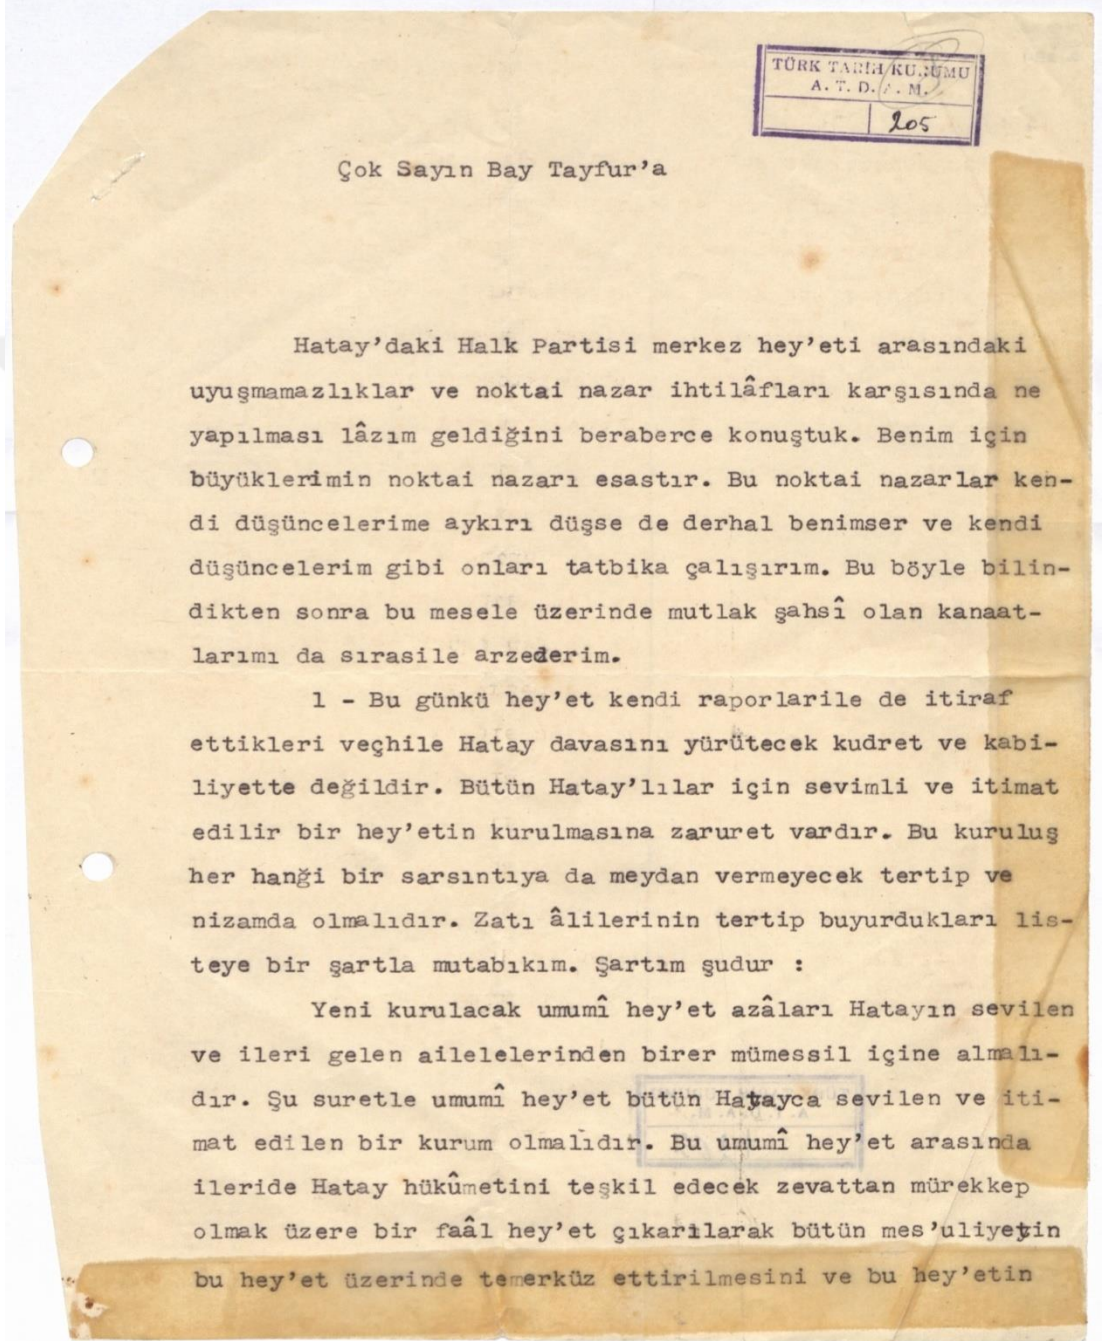 TÜRK TARİH KURUMU
A. T. D. A. M.
205
Çok Sayın Bay Tayfur'a
Hatay'daki Halk Partisi merkez hey'eti arasındaki
uyuşmamazlıklar ve noktai nazar ihtilâfları karşısında ne
yapılması lâzım geldiğini beraberce konuştuk. Benim için
büyüklerimin noktai nazarı esastır. Bu noktai nazarlar ken-
di düşüncelerime aykırı düşse de derhal benimser ve kendi
düşüncelerim gibi onları tatbika çalışırım. Bu böyle bilin-
dikten sonra bu mesele üzerinde mutlak şahsî olan kanaat-
larımı da sırasile arzederim.
1 - Bu günkü hey'et kendi raporlarile de itiraf
ettikleri veçhile Hatay davasını yürütecek kudret ve kabi-
liyette değildir. Bütün Hatay'lılar için sevimli ve itimat
edilir bir hey'etin kurulmasına zaruret vardır. Bu kuruluş
her hanği bir sarsıntıya da meydan vermeyecek tertip ve
nizamda olmalıdır. Zatı âlilerinin tertip buyurdukları lis-
teye bir şartla mutabıkım. Şartım şudur :
Yeni kurulacak umumî hey'et azâları Hatayın sevilen
ve ileri gelen ailelelerinden birer mümessil içine almalı-
dır. Şu suretle umumî hey'et bütün Hatayca sevilen ve iti-
mat edilen bir kurum olmalıdır. Bu umumî hey'et arasında
ileride Hatay hükûmetini teşkil edecek zevattan mürekkep
olmak üzere bir faâl hey'et çıkarılarak bütün mes'uliyetin
bu hey'et üzerinde temerküz ettirilmesini ve bu hey'etin